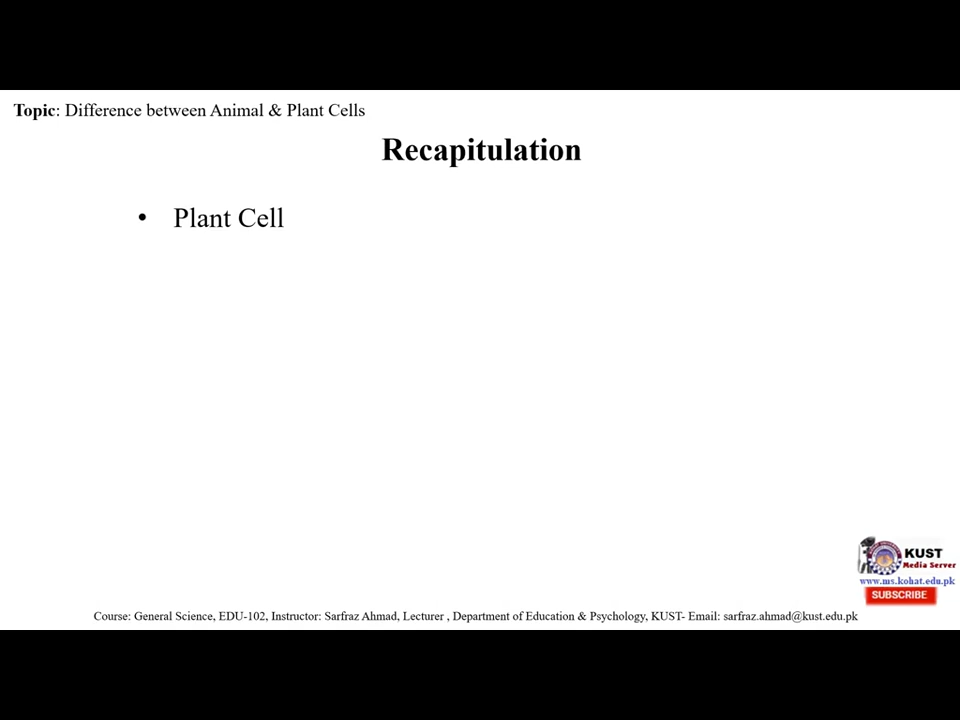 Topic: Difference between Animal & Plant Cells
Recapitulation
• Plant Cell
KUST
Media Server
www.ms.kohat.edu.pk
SUBSCRIBE
Course: General Science, EDU-102, Instructor: Sarfraz Ahmad, Lecturer , Department of Education & Psychology, KUST- Email: sarfraz.ahmad@kust.edu.pk